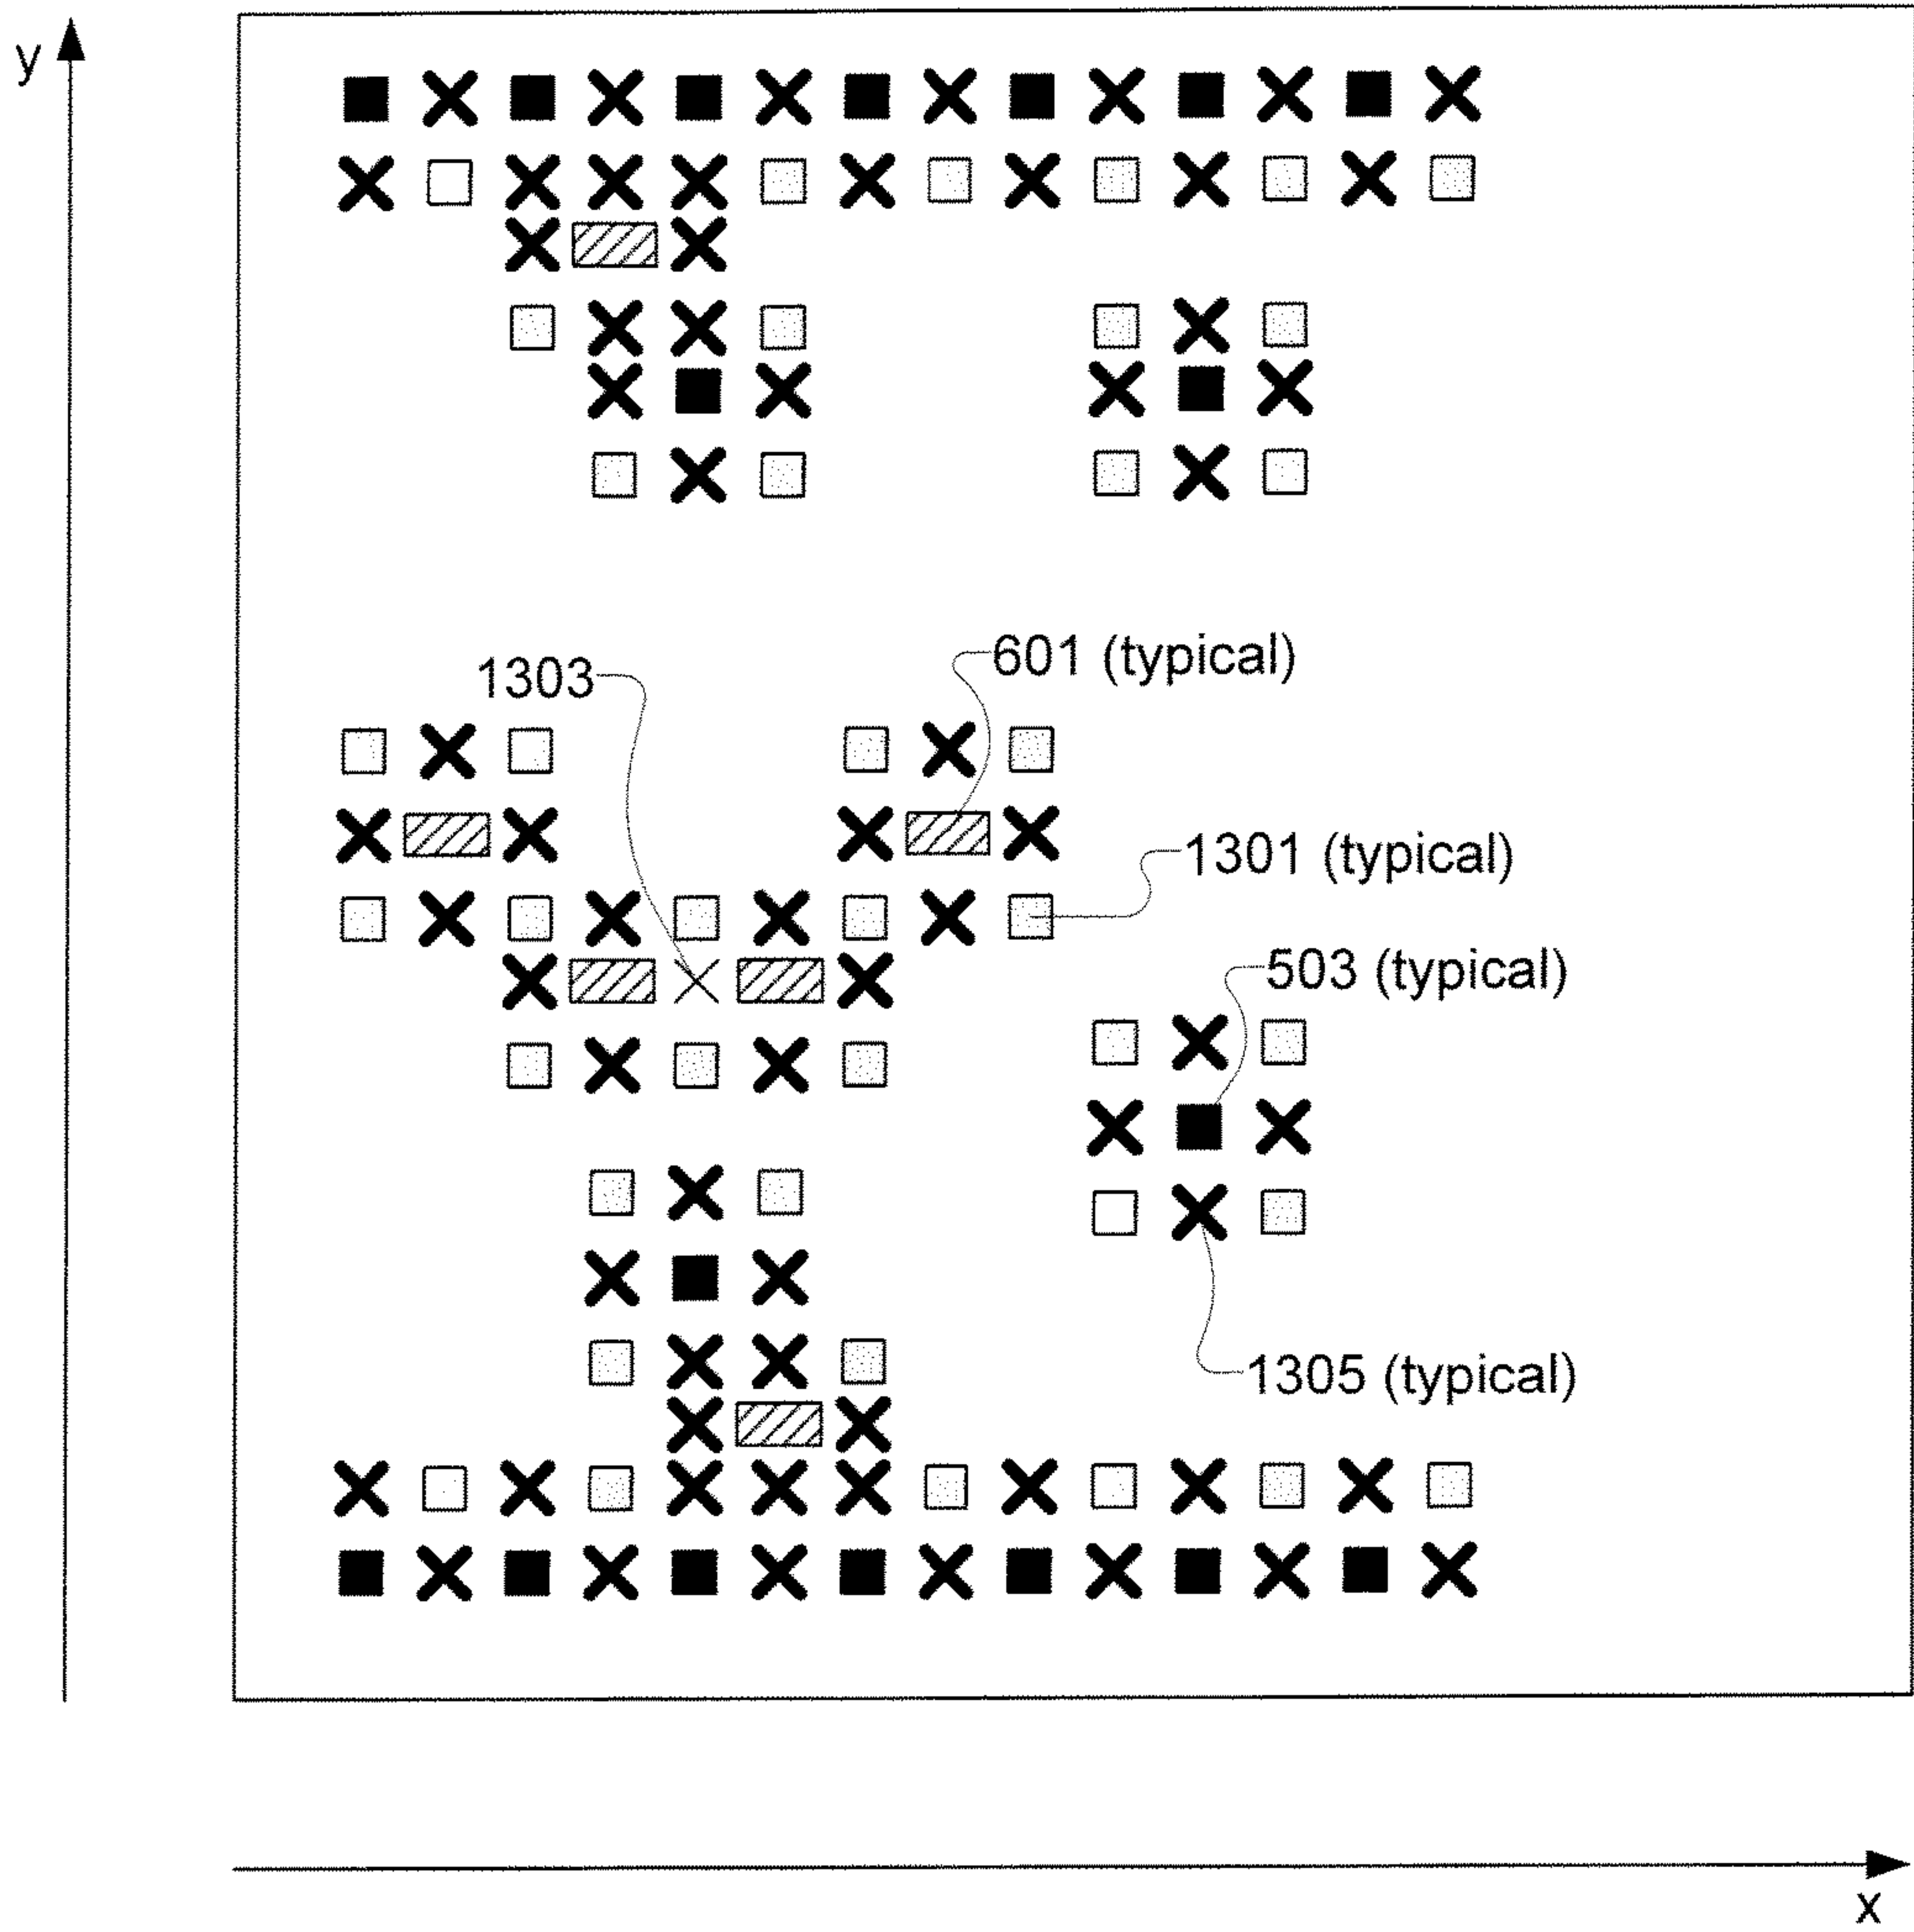 y
601 (typical)
1303
1301 (typical)
503 (typical)
1305 (typical)
x